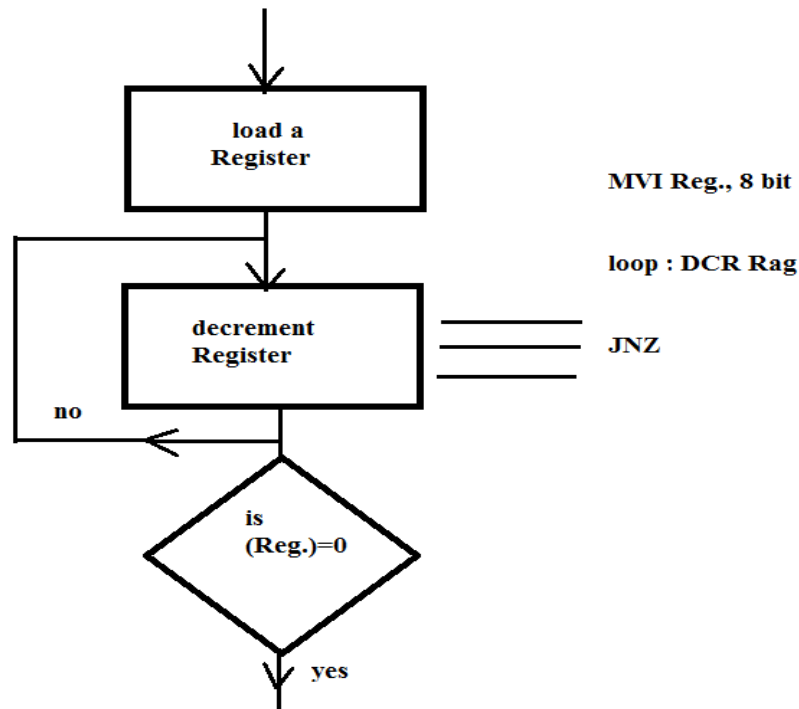 load a
Register
MVI Reg., 8 bit
loop : DCR Rag
decrement
Register
JNZ
no
is
(Reg.)=0
yes